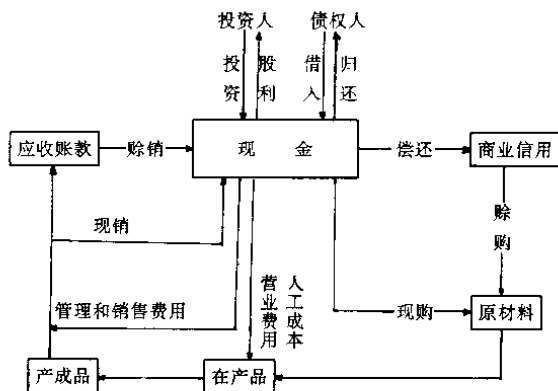 投资人 债权人
投资 股利 借入 归还
应收账款 赊销 现金 偿还 商业信用
现销
赊购
管理和销售费用 营业费用 人工成本 现购 原材料
产成品 在产品